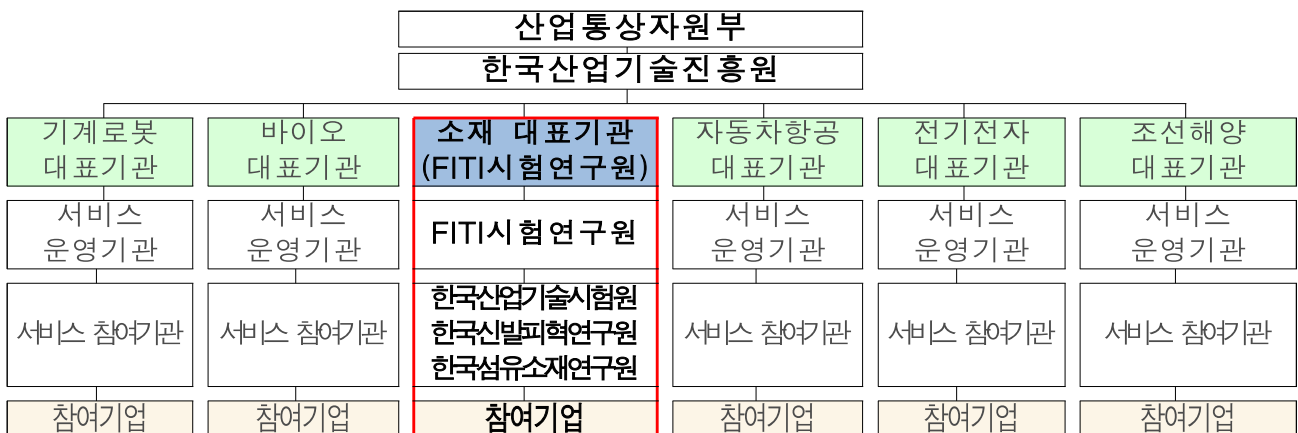 산업통상자원부
한국산업기술진흥원
기계로봇
대표기관
바이오
대표기관
소재 대표기관
(FITI시험연구원)
자동차항공
대표기관
전기전자
대표기관
조선해양
대표기관
서비스
운영기관
서비스
운영기관
FITI시험연구원
서비스
운영기관
서비스
운영기관
서비스
운영기관
서비스 참여기관
서비스 참여기관
한국산업기술시험원
한국신발피혁연구원
한국섬유소재연구원
서비스 참여기관
서비스 참여기관
서비스 참여기관
참여기업
참여기업
참여기업
참여기업
참여기업
참여기업